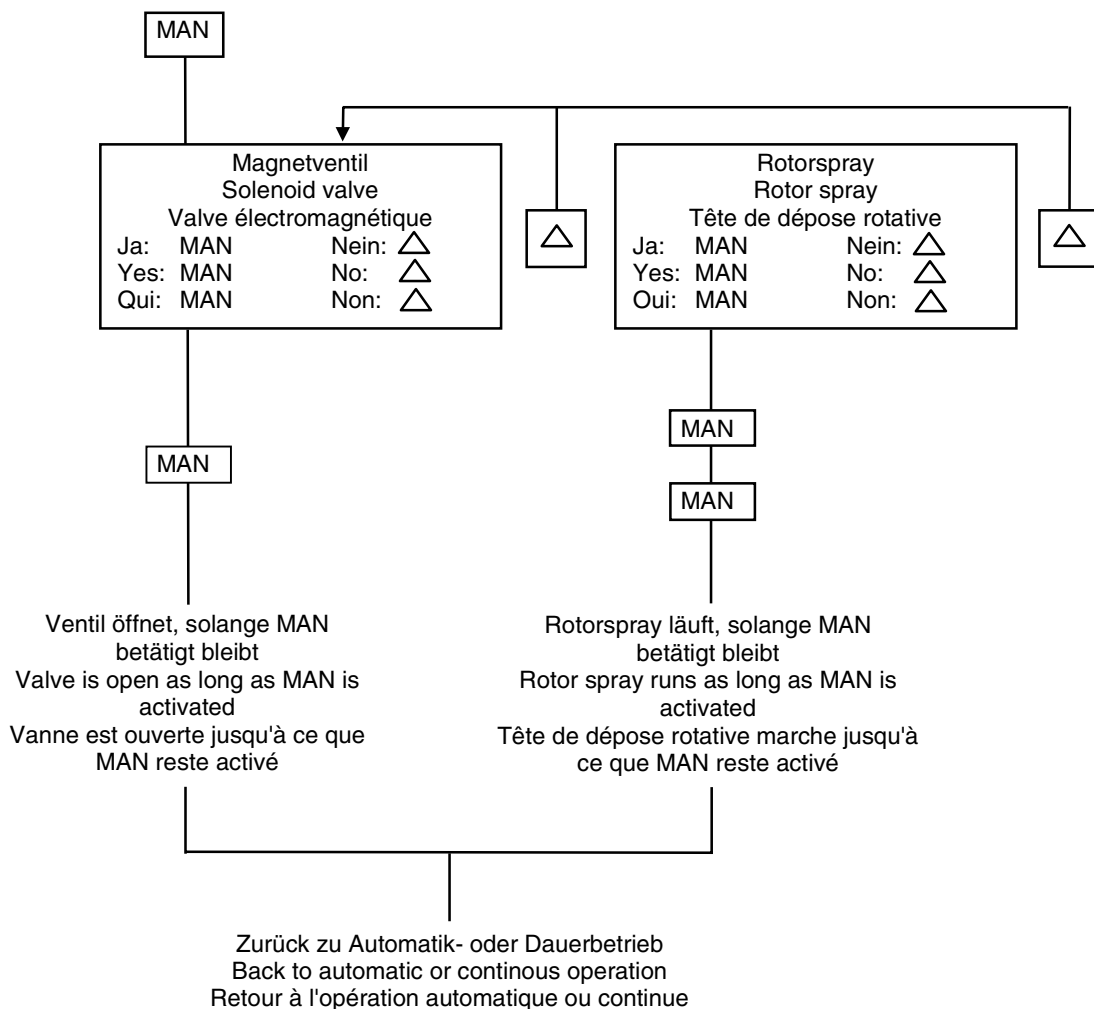 MAN
Magnetventil
Solenoid valve
Valve électromagnétique
Ja: MAN Nein: △
Yes: MAN No: △
Qui: MAN Non: △
△
Rotorspray
Rotor spray
Tête de dépose rotative
Ja: MAN Nein: △
Yes: MAN No: △
Oui: MAN Non: △
△
MAN
MAN
MAN
Ventil öffnet, solange MAN
betätigt bleibt
Valve is open as long as MAN is
activated
Vanne est ouverte jusqu'à ce que
MAN reste activé
Rotorspray läuft, solange MAN
betätigt bleibt
Rotor spray runs as long as MAN is
activated
Tête de dépose rotative marche jusqu'à
ce que MAN reste activé
Zurück zu Automatik- oder Dauerbetrieb
Back to automatic or continous operation
Retour à l'opération automatique ou continue